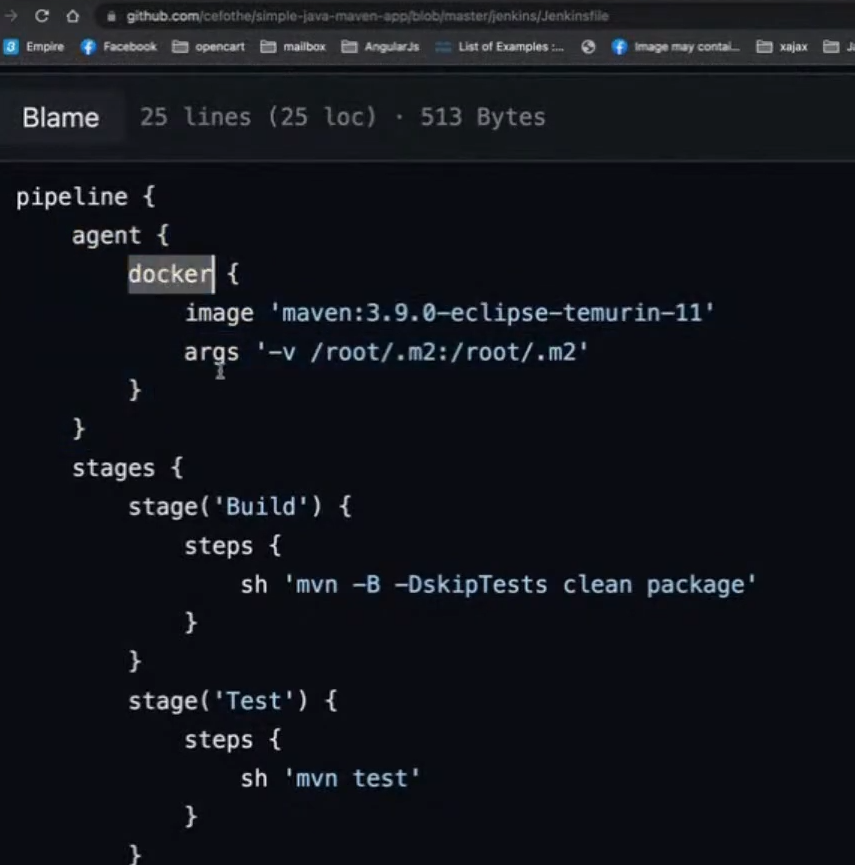 github.com/cefothe/simple-java-maven-app/blob/master/jenkins/Jenkinsfile
Empire Facebook opencart mailbox AngularJs List of Examples :... Image may contai... xajax
Blame 25 lines (25 loc) · 513 Bytes
pipeline {
agent {
docker {
image 'maven:3.9.0-eclipse-temurin-11'
args '-v /root/.m2:/root/.m2'
}
}
stages {
stage('Build') {
steps {
sh 'mvn -B -DskipTests clean package'
}
}
stage('Test') {
steps {
sh 'mvn test'
}
}